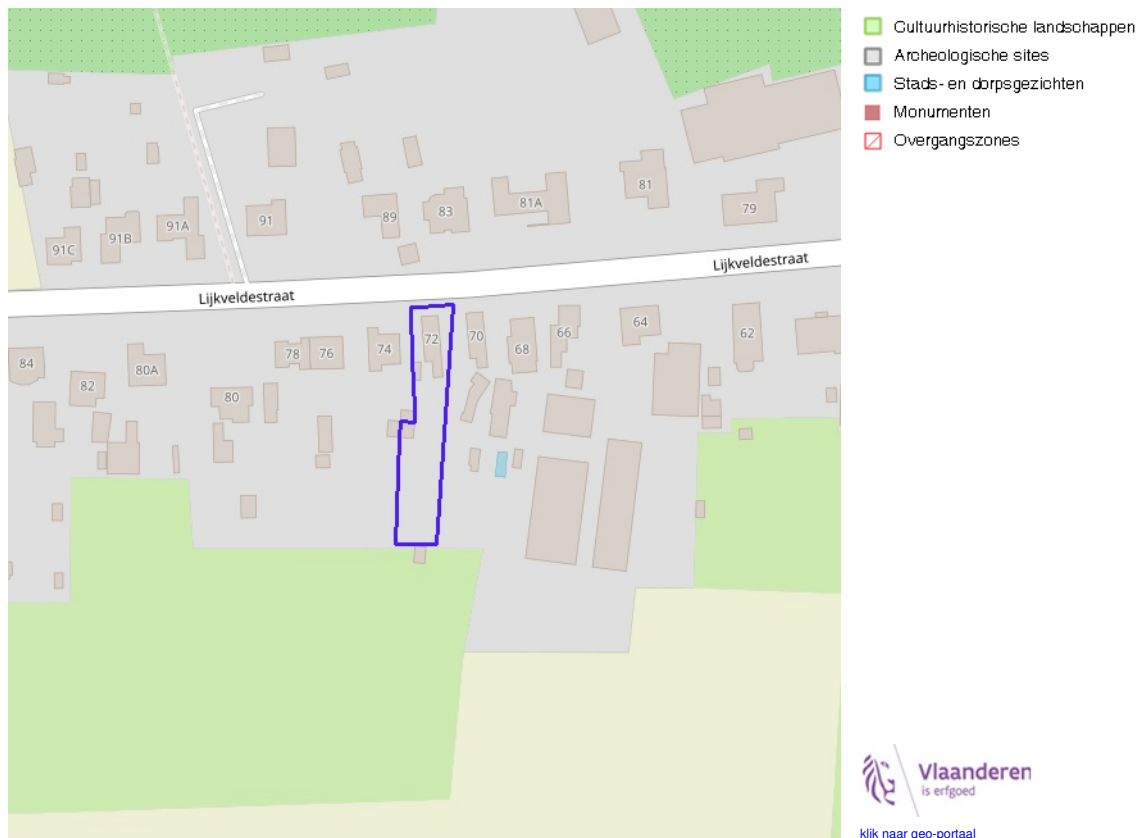 Cultuurhistorische landschappen
Archeologische sites
Stads- en dorpsgezichten
Monumenten
Overgangszones
91C
91B
91A
91
89
83
81A
81
79
Lijkveldestraat
Lijkveldestraat
84
82
80A
80
78
76
74
72
70
68
66
64
62
Vlaanderen
is erfgoed
klik naar geo-portaal